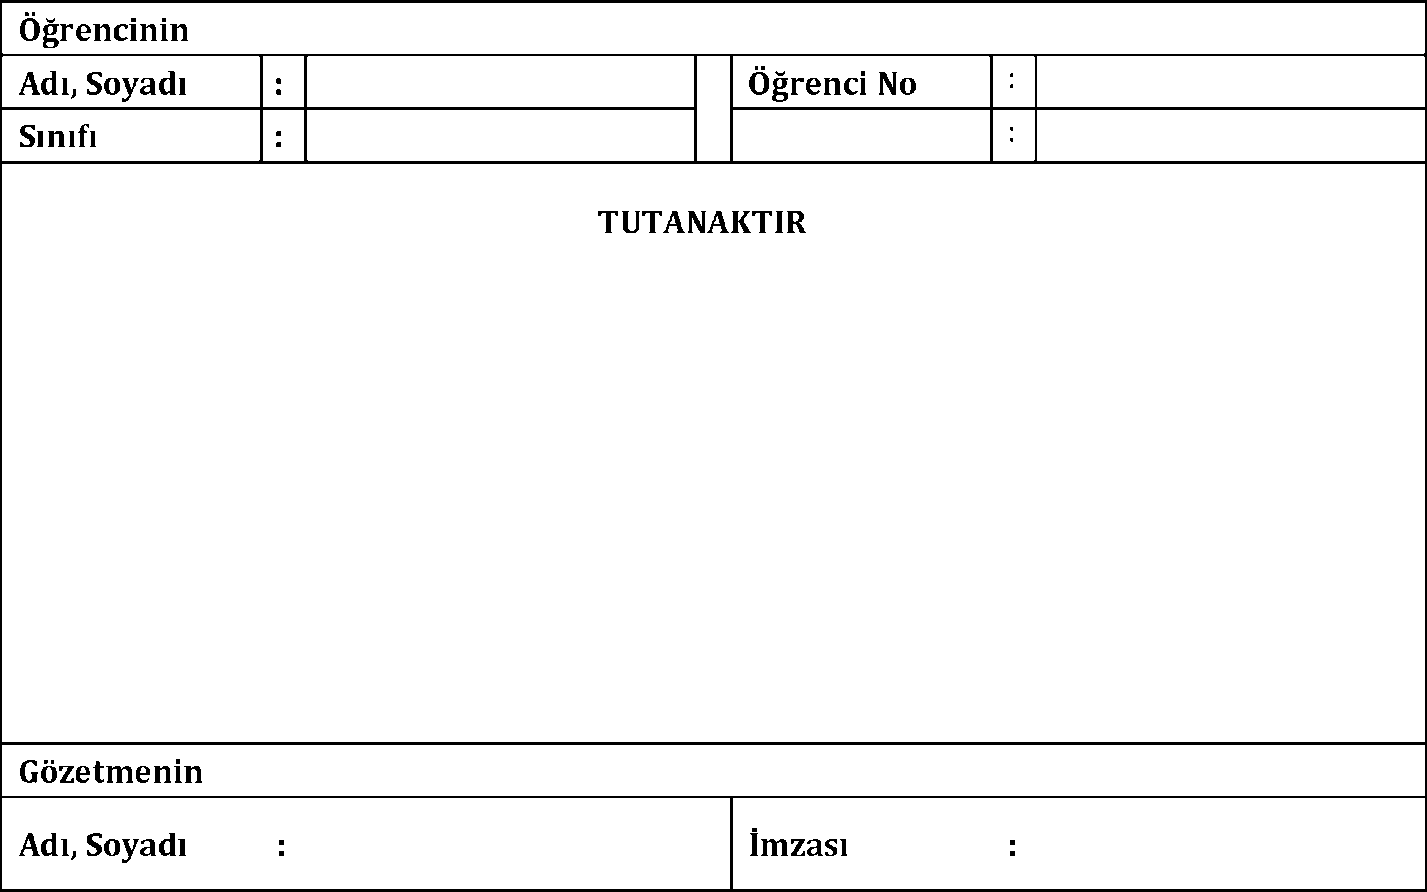 Öğrencinin
Adı, Soyadı : Öğrenci No :
Sınıfı : :
TUTANAKTIR
Gözetmenin
Adı, Soyadı : İmzası :